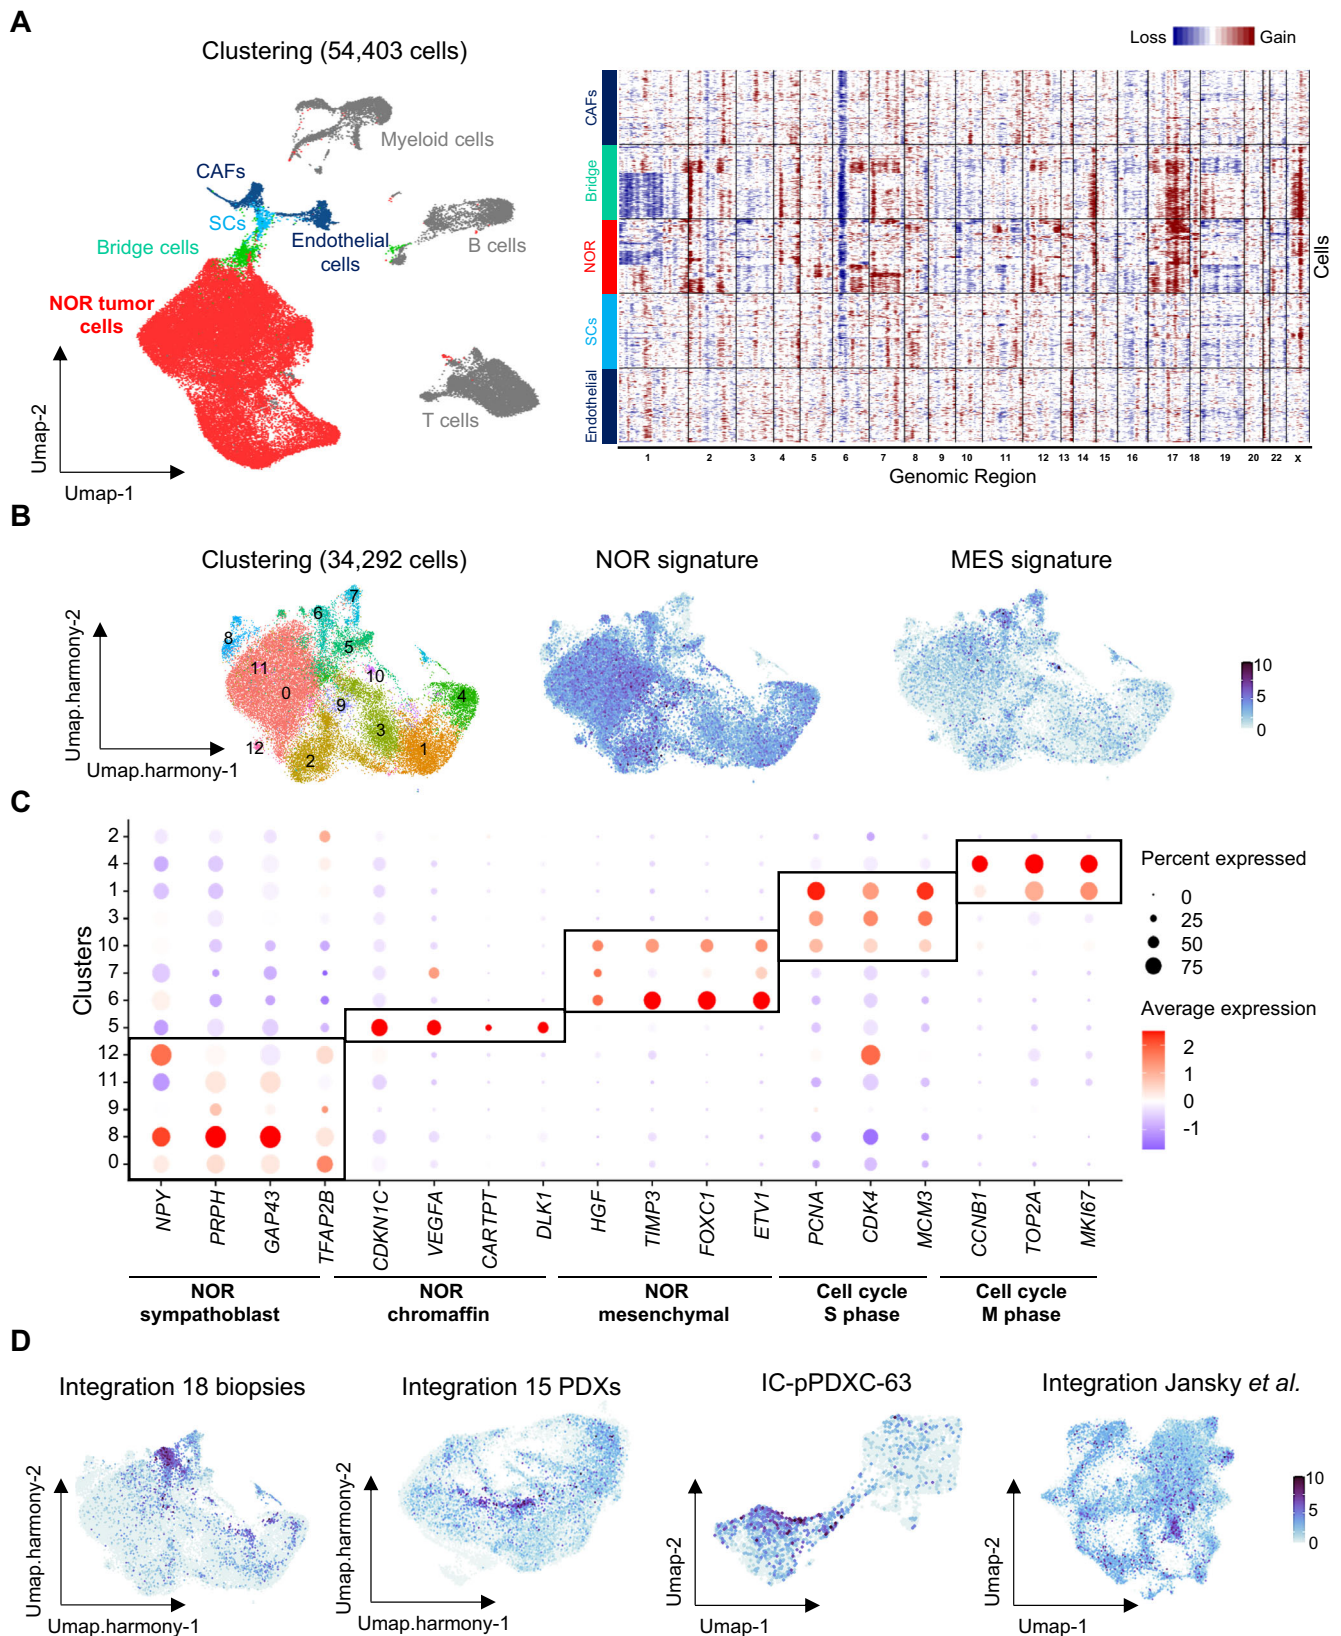 A
Clustering (54,403 cells)
Loss
Gain
Myeloid cells
CAFs
SCs
Bridge cells
Endothelial
cells
B cells
NOR tumor
cells
T cells
Umap-2
Umap-1
CAFs
Bridge
NOR
SCs
Endothelial
Cells
1 2 3 4 5 6 7 8 9 10 11 12 13 14 15 16 17 18 19 20 22 X
Genomic Region
B
Clustering (34,292 cells)
NOR signature
MES signature
Umap.harmony-2
Umap.harmony-1
7
6
8
5
11
10
0
9
4
3
12
2
1
10
5
0
C
Clusters
2
4
1
3
10
7
6
5
12
11
9
8
0
Percent expressed
0
25
50
75
Average expression
2
1
0
-1
NPY
PRPH
GAP43
TFAP2B
CDKN1C
VEGFA
CARTPT
DLK1
HGF
TIMP3
FOXC1
ETV1
PCNA
CDK4
MCM3
CCNB1
TOP2A
MKI67
NOR
sympathoblast
NOR
chromaffin
NOR
mesenchymal
Cell cycle
S phase
Cell cycle
M phase
D
Integration 18 biopsies
Integration 15 PDXs
IC-pPDXC-63
Integration Jansky et al.
Umap.harmony-2
Umap.harmony-1
Umap.harmony-2
Umap.harmony-1
Umap-2
Umap-1
Umap-2
Umap-1
10
5
0